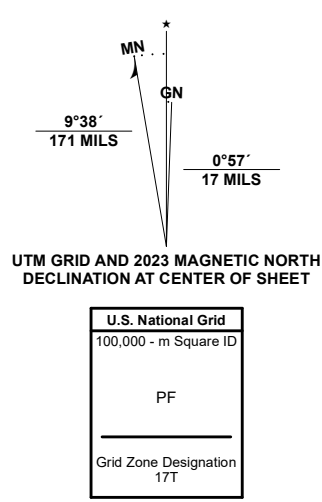 MN
GN
9°38´
171 MILS
0°57´
17 MILS
UTM GRID AND 2023 MAGNETIC NORTH
DECLINATION AT CENTER OF SHEET
U.S. National Grid
100,000 - m Square ID
PF
Grid Zone Designation
17T